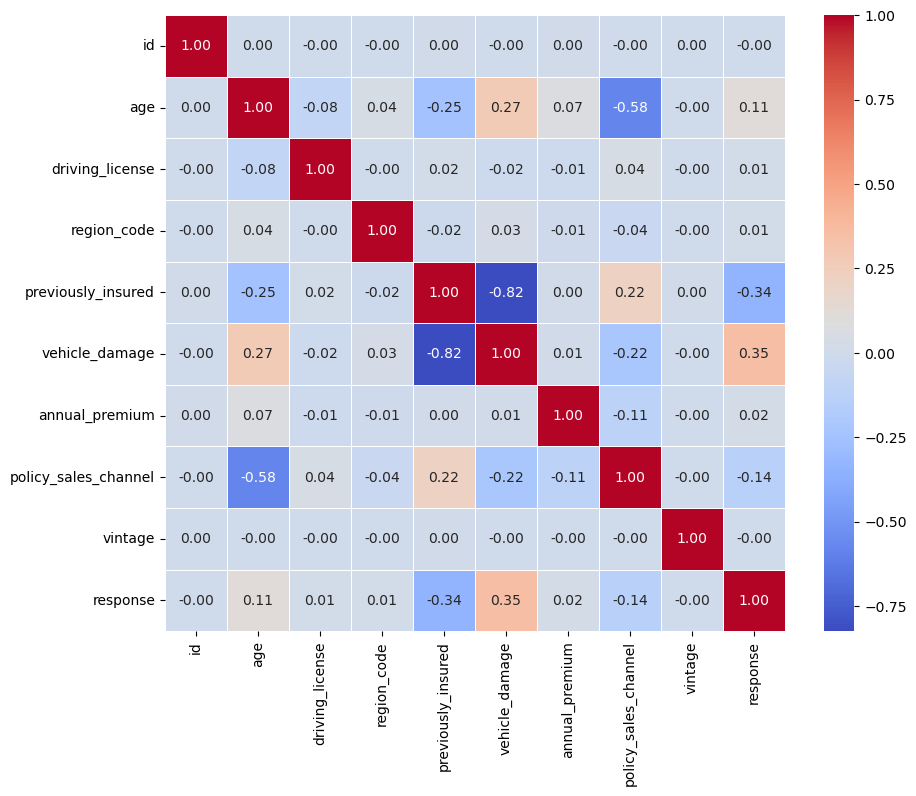 id 1.00 0.00 -0.00 -0.00 0.00 -0.00 0.00 -0.00 0.00 -0.00
age 0.00 1.00 -0.08 0.04 -0.25 0.27 0.07 -0.58 -0.00 0.11
driving_license -0.00 -0.08 1.00 -0.00 0.02 -0.02 -0.01 0.04 -0.00 0.01
region_code -0.00 0.04 -0.00 1.00 -0.02 0.03 -0.01 -0.04 -0.00 0.01
previously_insured 0.00 -0.25 0.02 -0.02 1.00 -0.82 0.00 0.22 0.00 -0.34
vehicle_damage -0.00 0.27 -0.02 0.03 -0.82 1.00 0.01 -0.22 -0.00 0.35
annual_premium 0.00 0.07 -0.01 -0.01 0.00 0.01 1.00 -0.11 -0.00 0.02
policy_sales_channel -0.00 -0.58 0.04 -0.04 0.22 -0.22 -0.11 1.00 -0.00 -0.14
vintage 0.00 -0.00 -0.00 -0.00 0.00 -0.00 -0.00 -0.00 1.00 -0.00
response -0.00 0.11 0.01 0.01 -0.34 0.35 0.02 -0.14 -0.00 1.00
id
age
driving_license
region_code
previously_insured
vehicle_damage
annual_premium
policy_sales_channel
vintage
response
1.00
0.75
0.50
0.25
0.00
-0.25
-0.50
-0.75